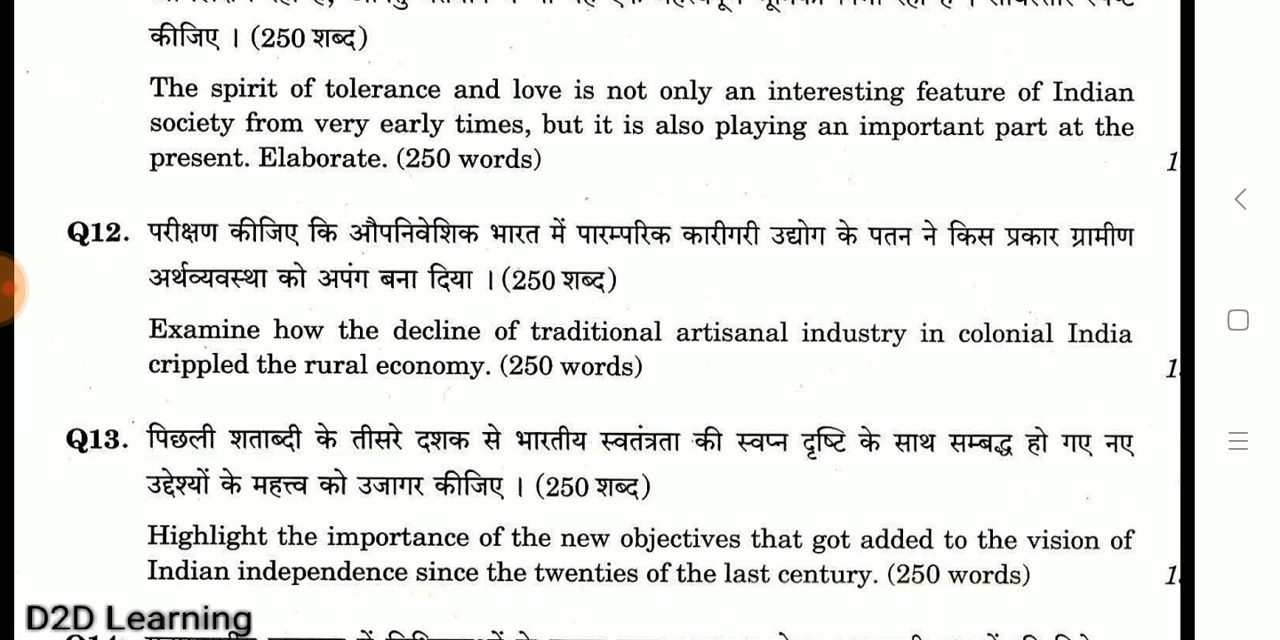 कीजिए । (250 शब्द)
The spirit of tolerance and love is not only an interesting feature of Indian
society from very early times, but it is also playing an important part at the
present. Elaborate. (250 words)
1
Q12. परीक्षण कीजिए कि औपनिवेशिक भारत में पारम्परिक कारीगरी उद्योग के पतन ने किस प्रकार ग्रामीण
अर्थव्यवस्था को अपंग बना दिया । (250 शब्द)
Examine how the decline of traditional artisanal industry in colonial India
crippled the rural economy. (250 words)
1
Q13. पिछली शताब्दी के तीसरे दशक से भारतीय स्वतंत्रता की स्वप्न दृष्टि के साथ सम्बद्ध हो गए नए
उद्देश्यों के महत्त्व को उजागर कीजिए । (250 शब्द)
Highlight the importance of the new objectives that got added to the vision of
Indian independence since the twenties of the last century. (250 words)
1
D2D Learning